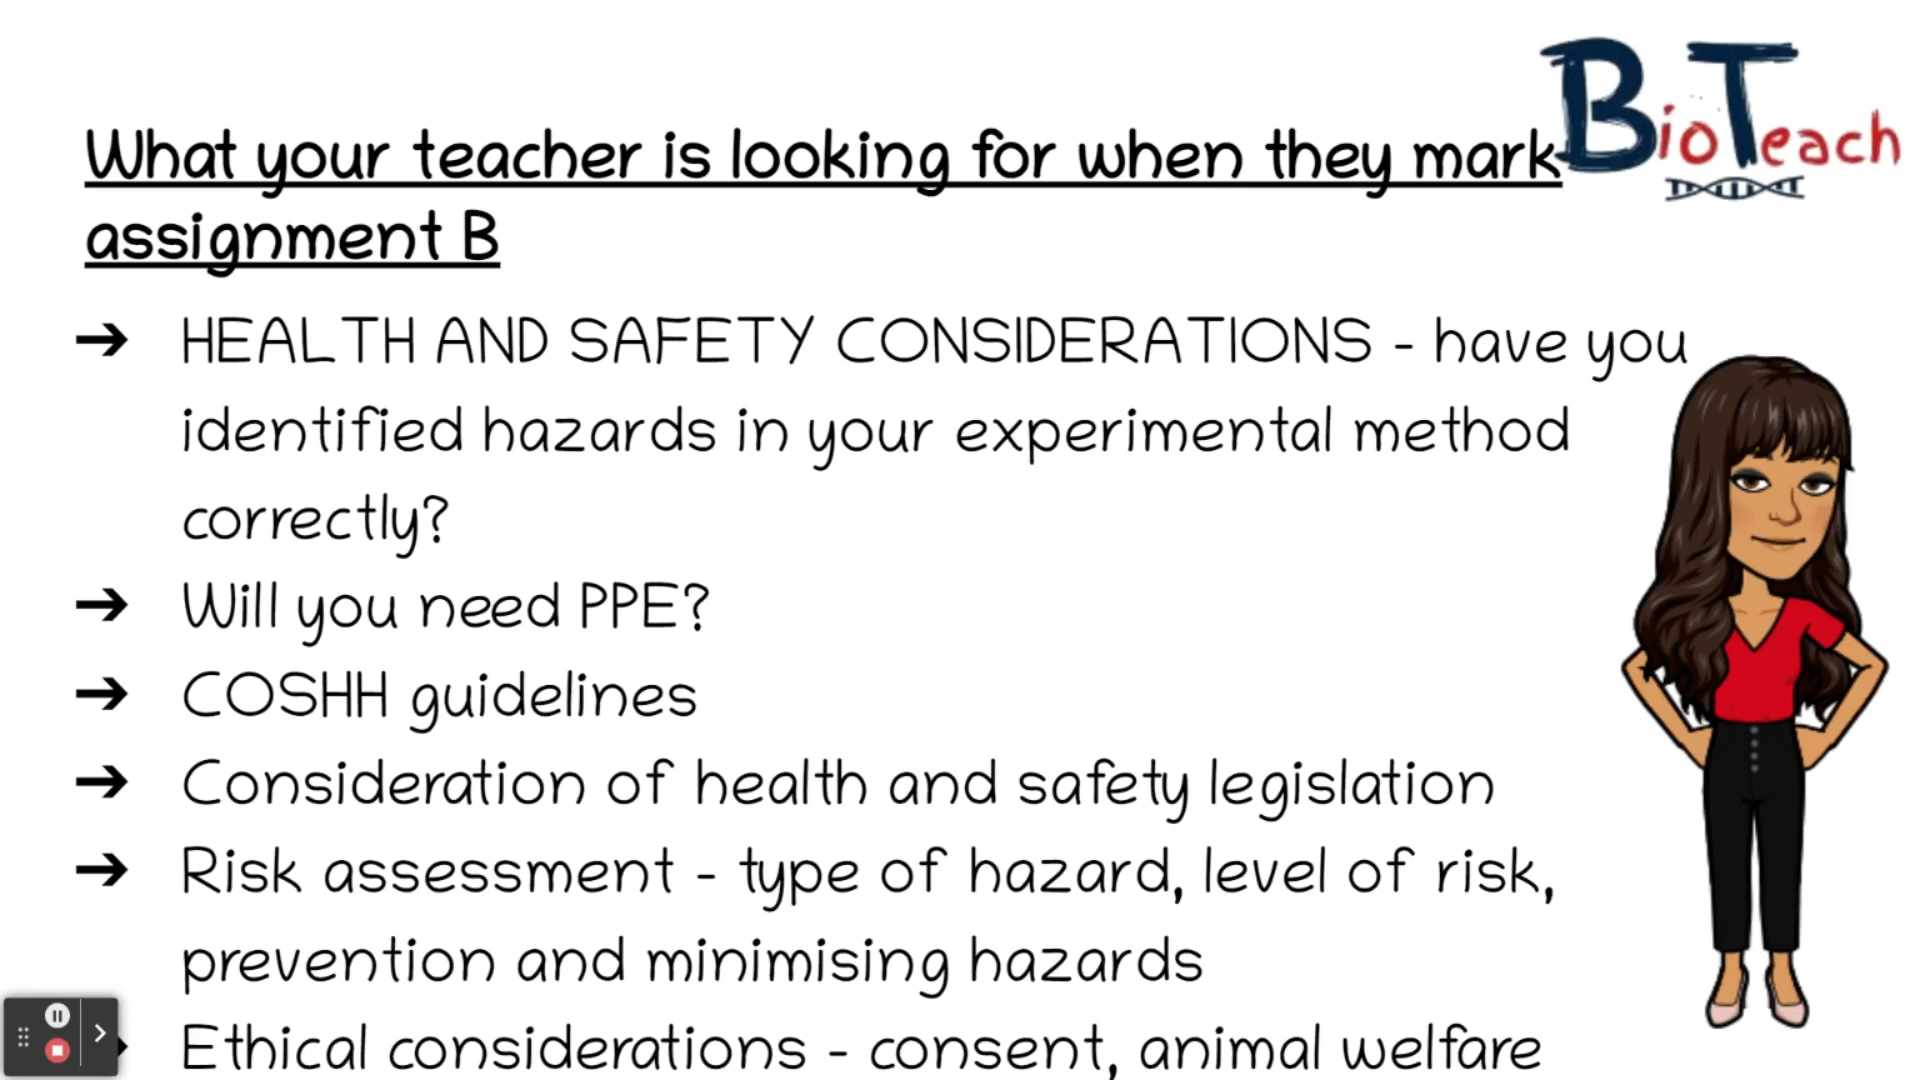 BioTeach
What your teacher is looking for when they mark
assignment B
➔ HEALTH AND SAFETY CONSIDERATIONS - have you
identified hazards in your experimental method
correctly?
➔ Will you need PPE?
➔ COSHH guidelines
➔ Consideration of health and safety legislation
➔ Risk assessment - type of hazard, level of risk,
prevention and minimising hazards
Ethical considerations - consent, animal welfare